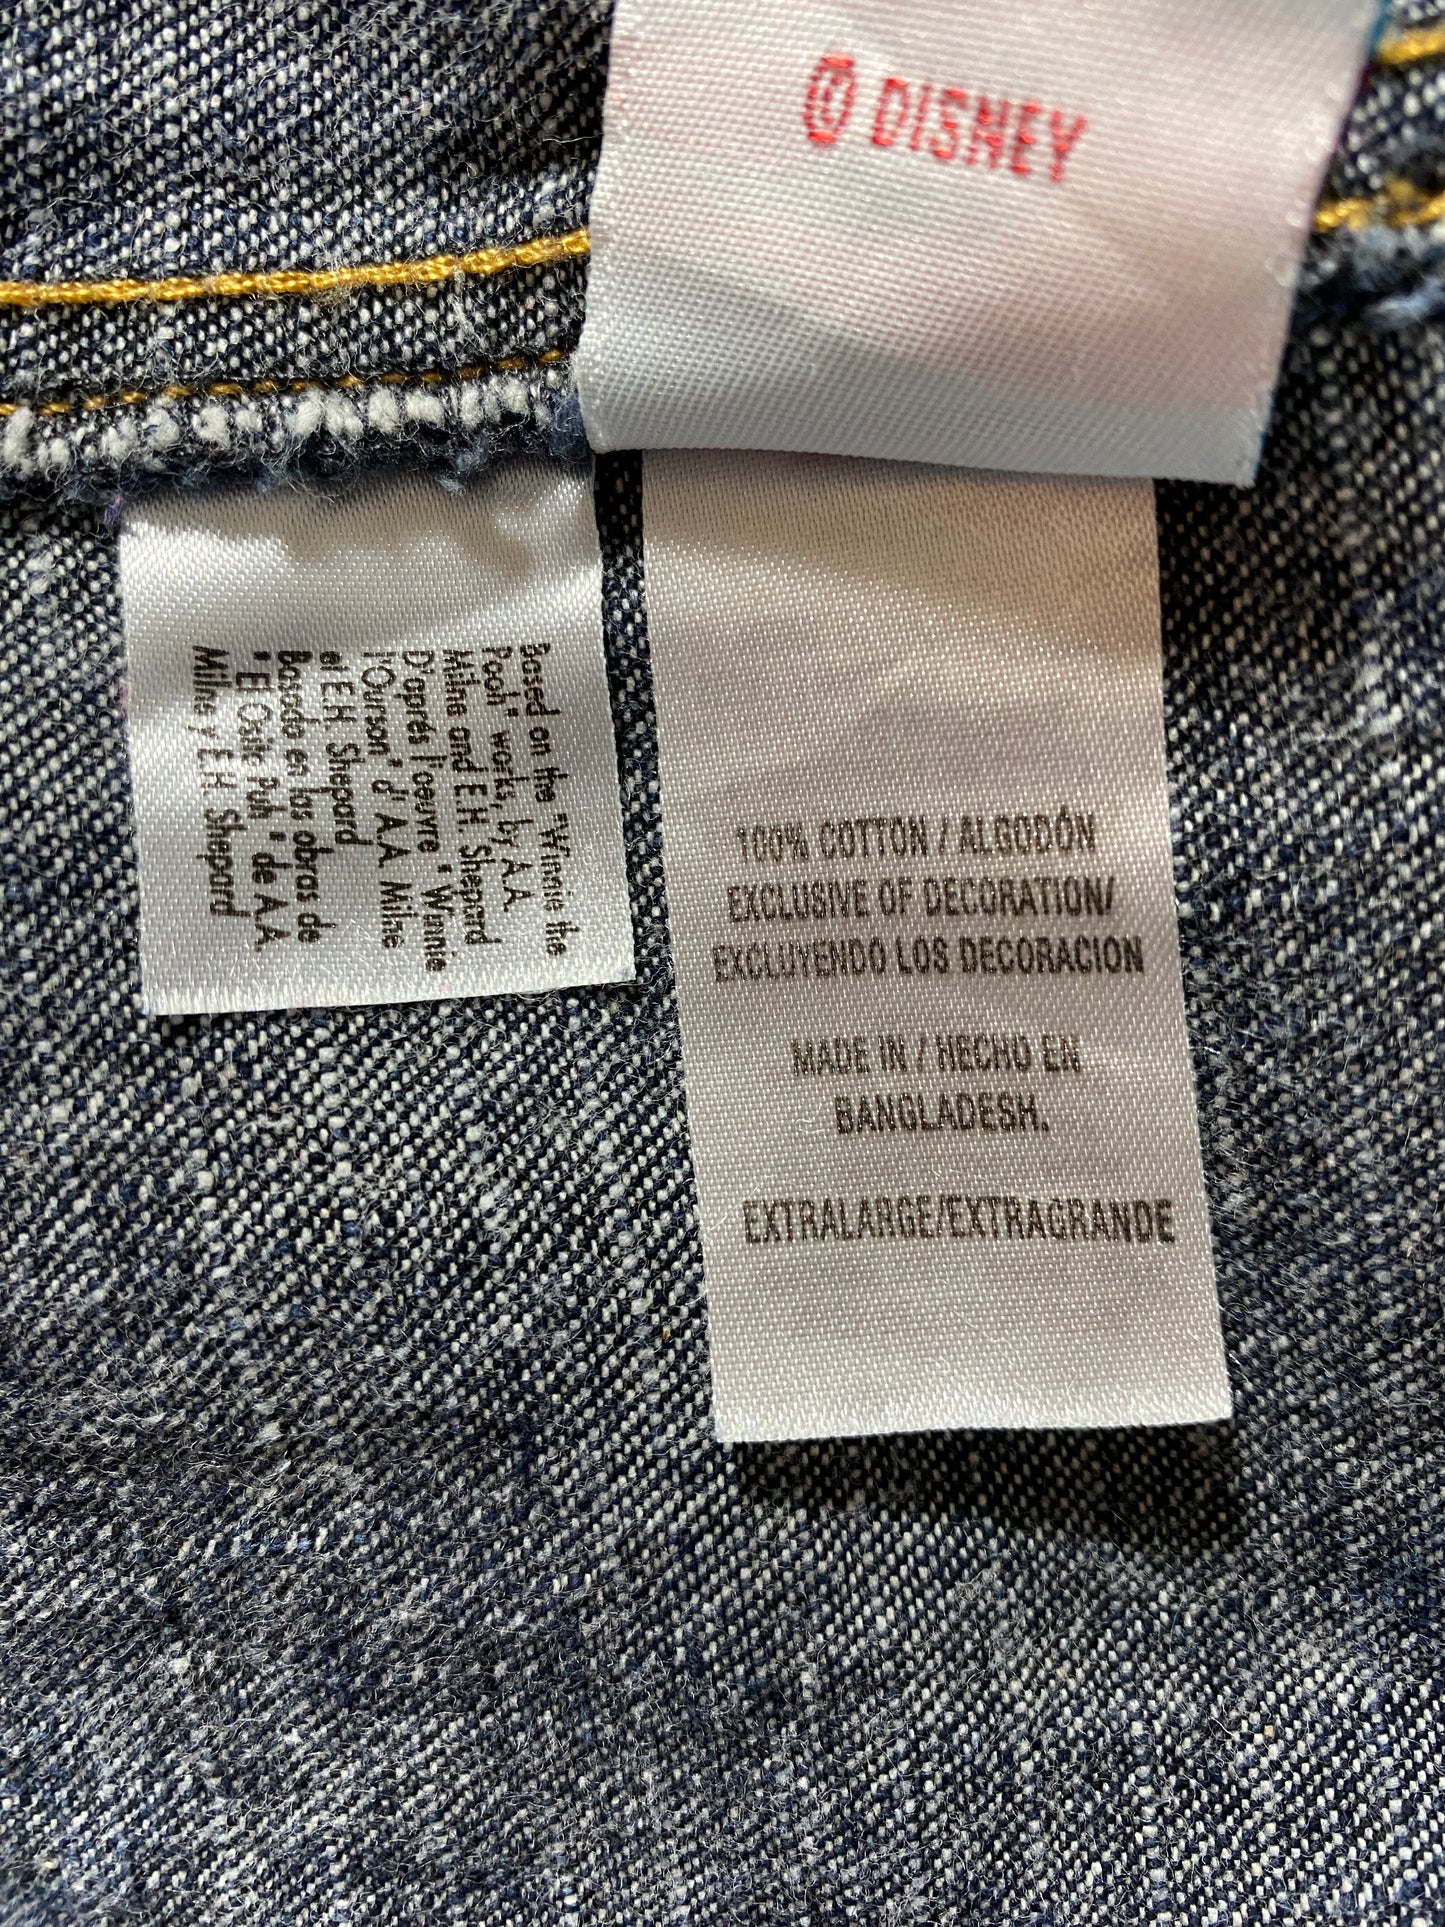 © DISNEY
Based on the "Winnie the
Pooh" works, by A.A.
Milne and E.H. Shepard
D'aprés l'oeuvre " Winnie
l'Ourson" d' A.A. Milne
et E.H. Shepard
Basado en las obras de
" El Osito Puh " de A.A.
Milne y E.H. Shepard
100% COTTON / ALGODÓN
EXCLUSIVE OF DECORATION/
EXCLUYENDO LOS DECORACION
MADE IN / HECHO EN
BANGLADESH.
EXTRALARGE/EXTRAGRANDE